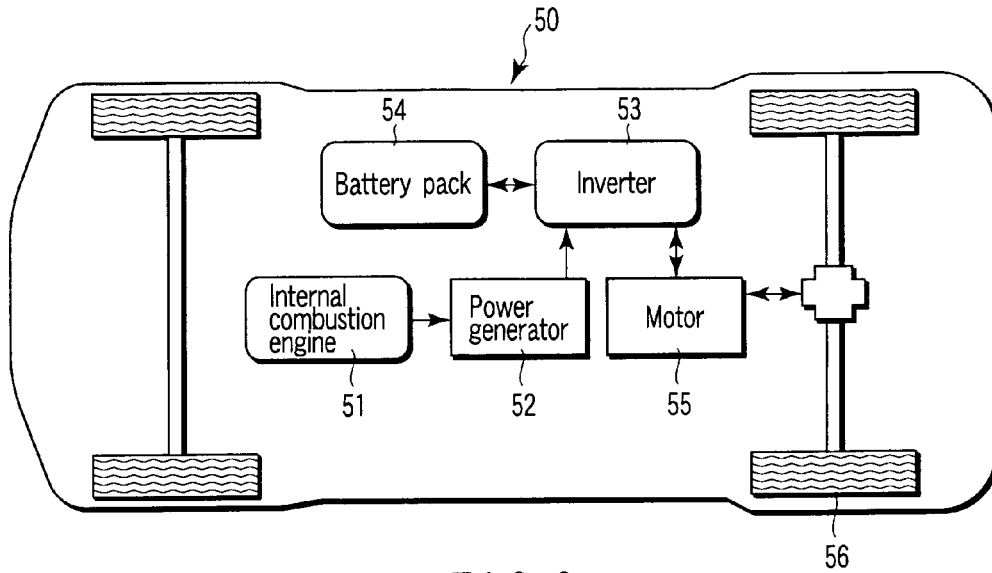 50
54
53
Battery pack
Inverter
Internal
combustion
engine
Power
generator
Motor
51
52
55
56